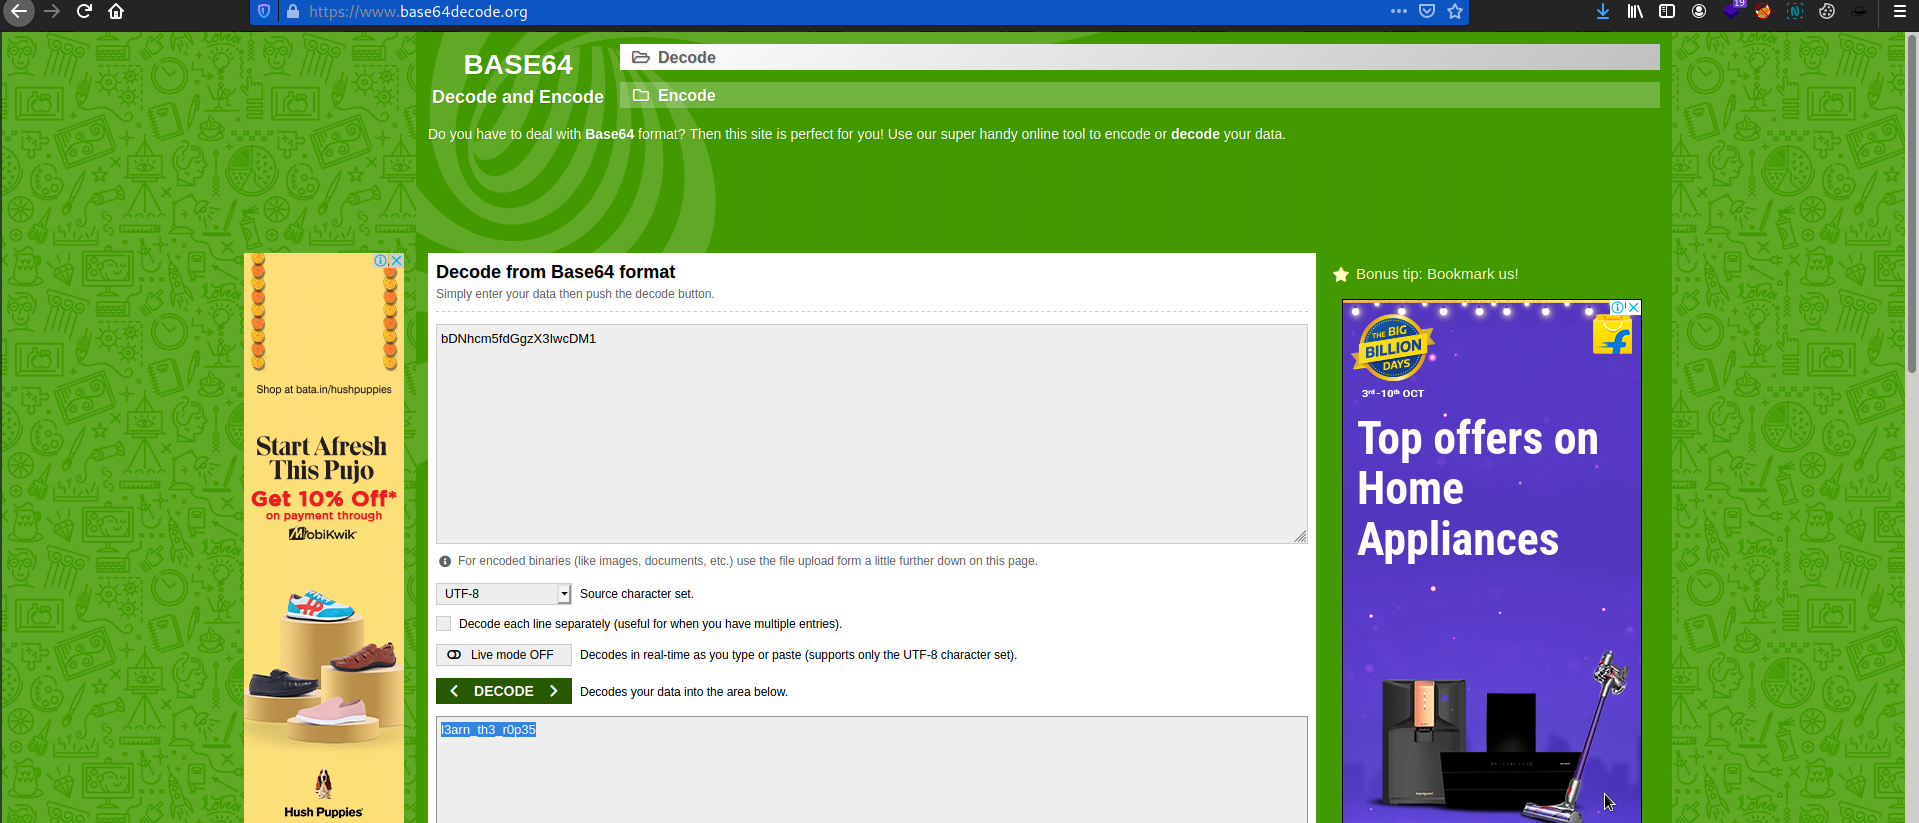 https://www.base64decode.org
19
BASE64
Decode and Encode
Decode
Encode
Do you have to deal with Base64 format? Then this site is perfect for you! Use our super handy online tool to encode or decode your data.
Shop at bata.in/hushpuppies
Start Afresh
This Pujo
Get 10% Off*
on payment through
MobiKwik
Hush Puppies
Decode from Base64 format
Simply enter your data then push the decode button.
bDNhcm5fdGgzX3IwcDM1
For encoded binaries (like images, documents, etc.) use the file upload form a little further down on this page.
UTF-8
Source character set.
Decode each line separately (useful for when you have multiple entries).
Live mode OFF
Decodes in real-time as you type or paste (supports only the UTF-8 character set).
< DECODE >
Decodes your data into the area below.
l3arn_th3_r0p35
Bonus tip: Bookmark us!
THE BIG
BILLION
DAYS
3rd-10th OCT
Top offers on
Home
Appliances